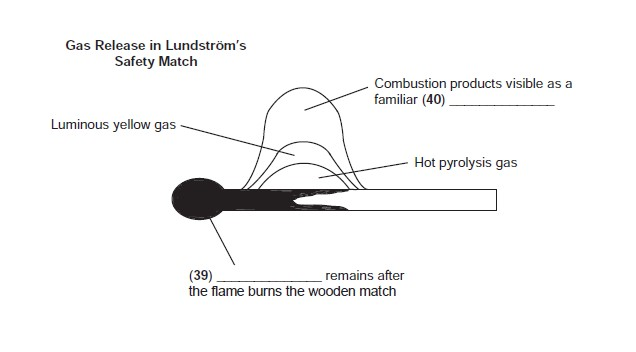 Gas Release in Lundström's
Safety Match
Combustion products visible as a
familiar (40) _______________
Luminous yellow gas
Hot pyrolysis gas
(39) _______________ remains after
the flame burns the wooden match